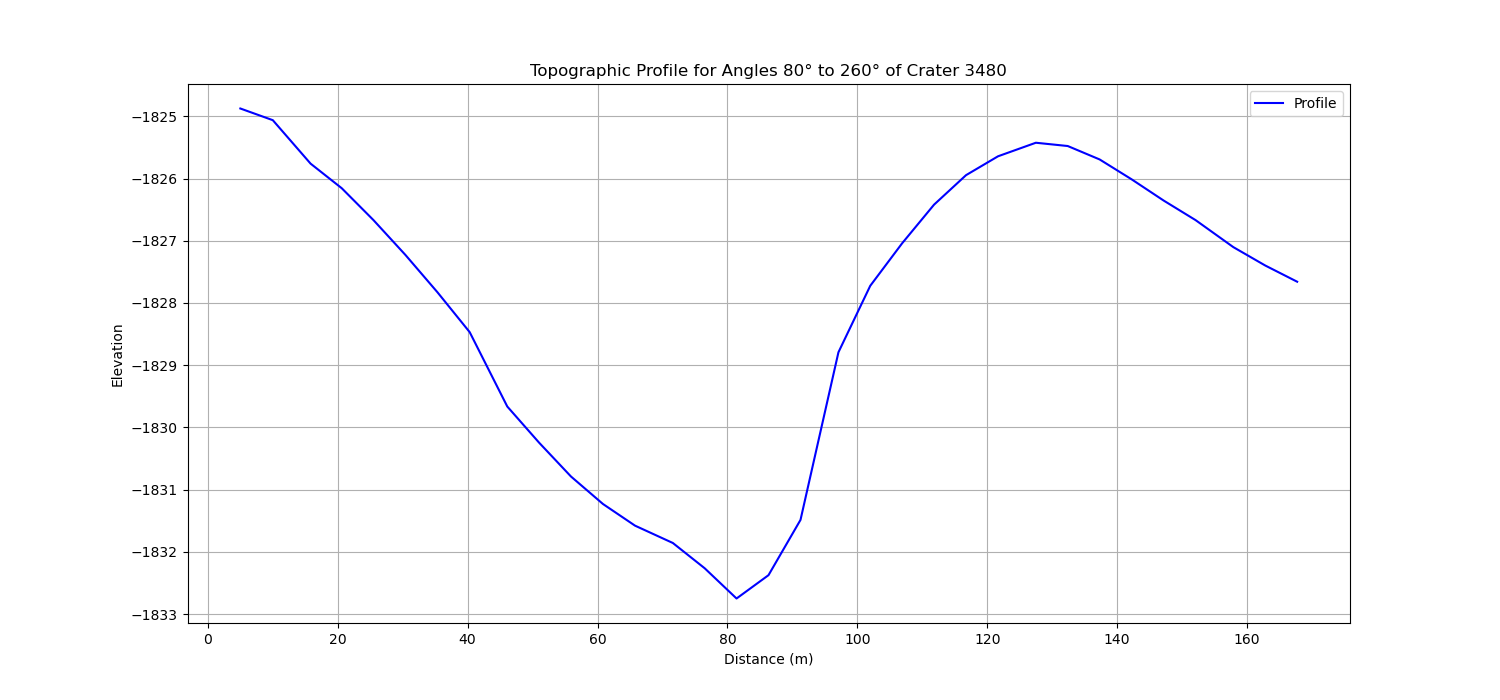 Topographic Profile for Angles 80° to 260° of Crater 3480
Profile
−1825
−1826
−1827
−1828
−1829
−1830
−1831
−1832
−1833
Elevation
0 20 40 60 80 100 120 140 160
Distance (m)